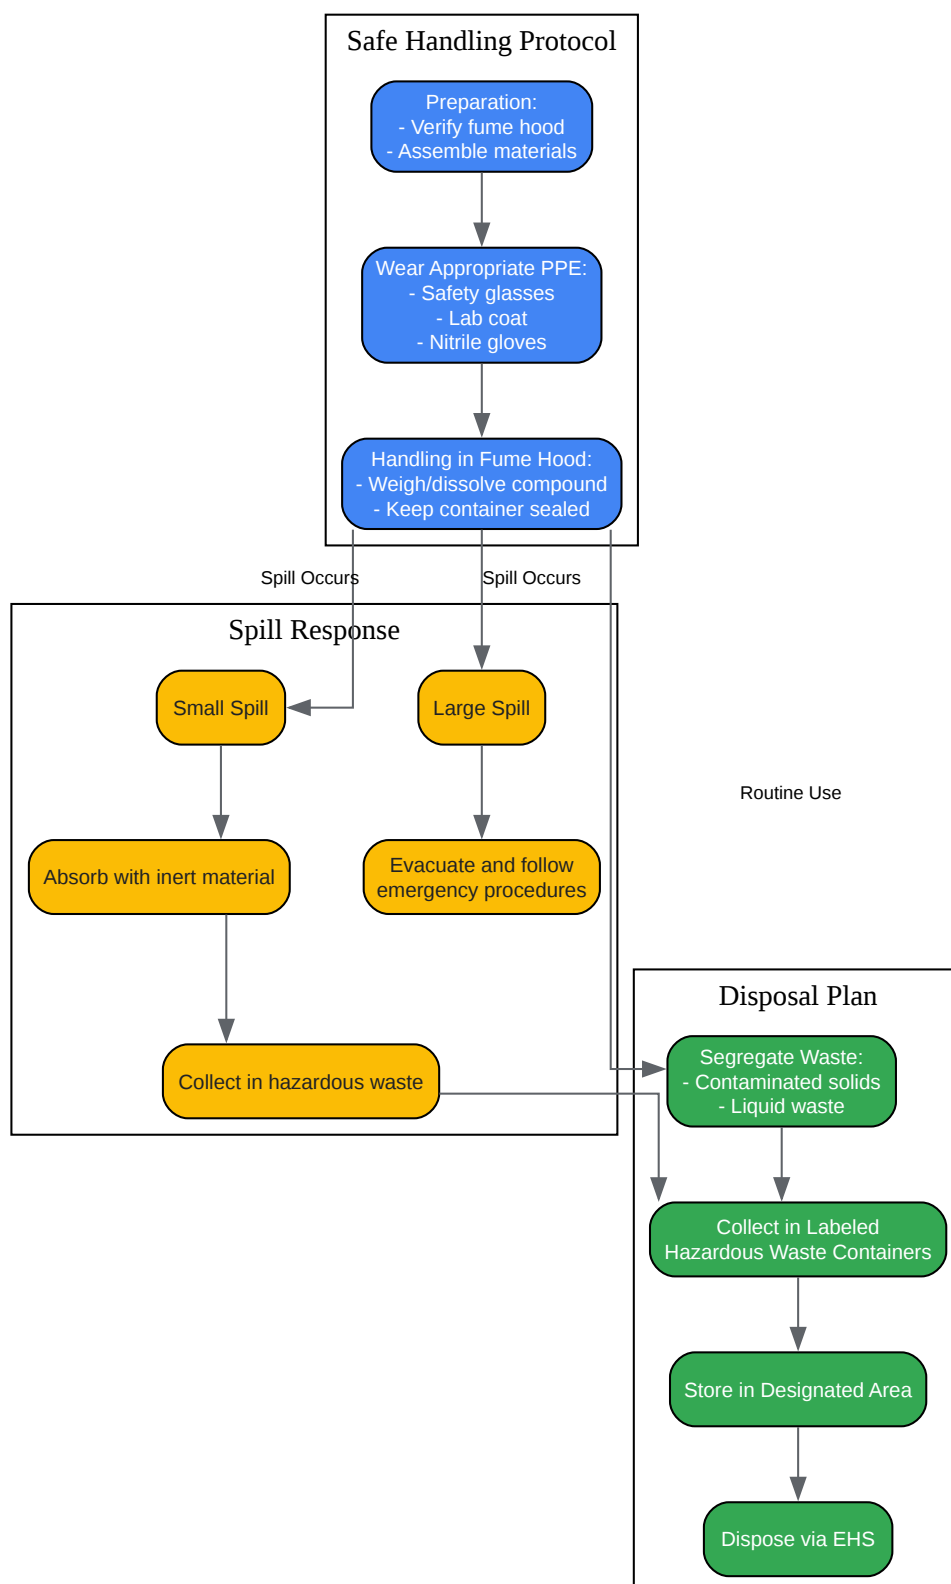 Safe Handling Protocol
Preparation:
- Verify fume hood
- Assemble materials
Wear Appropriate PPE:
- Safety glasses
- Lab coat
- Nitrile gloves
Handling in Fume Hood:
- Weigh/dissolve compound
- Keep container sealed
Spill Occurs
Spill Occurs
Spill Response
Small Spill
Large Spill
Routine Use
Absorb with inert material
Evacuate and follow
emergency procedures
Collect in hazardous waste
Disposal Plan
Segregate Waste:
- Contaminated solids
- Liquid waste
Collect in Labeled
Hazardous Waste Containers
Store in Designated Area
Dispose via EHS